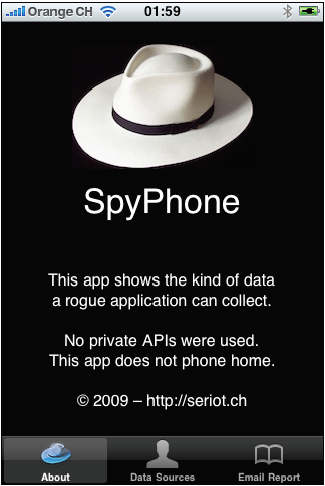 Orange CH 01:59
SpyPhone
This app shows the kind of data
a rogue application can collect.
No private APIs were used.
This app does not phone home.
© 2009 – http://seriot.ch
About Data Sources Email Report